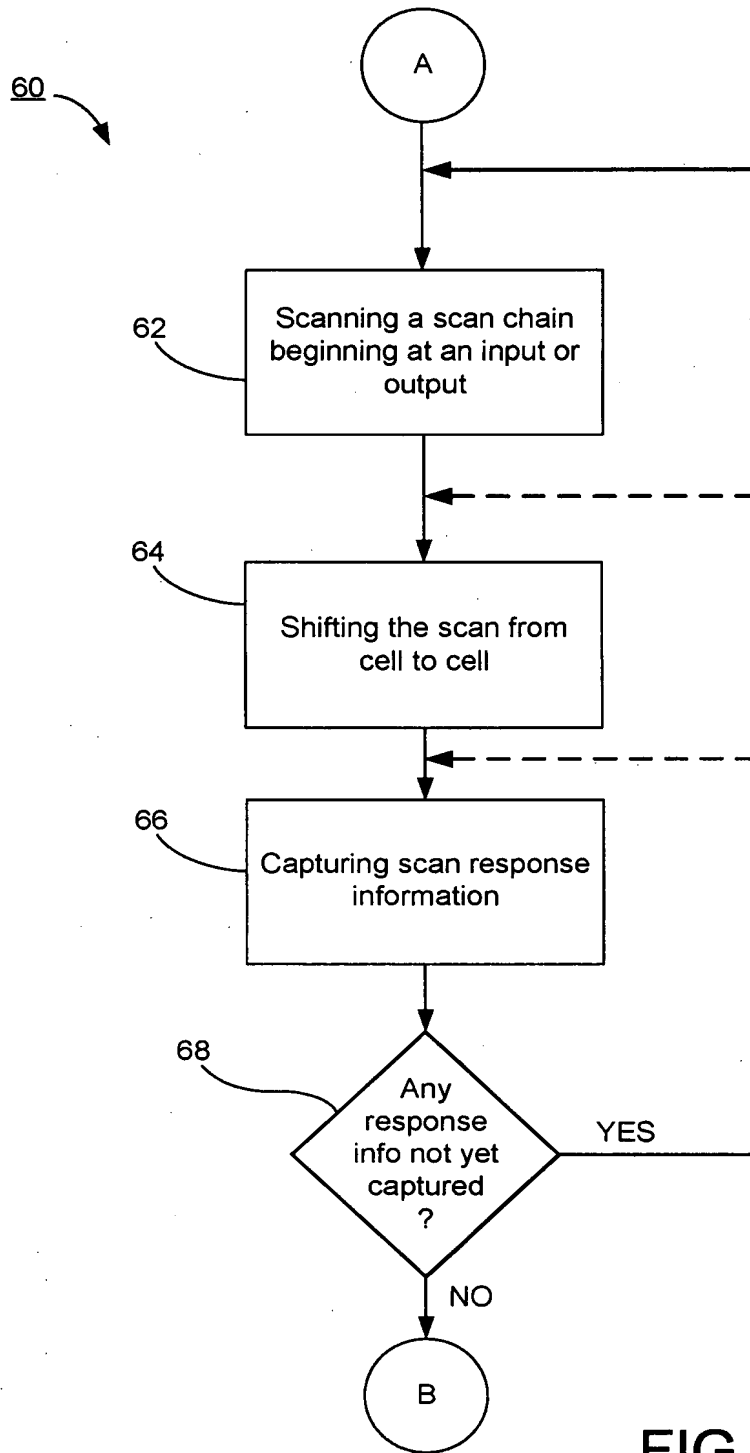 A
60
62
Scanning a scan chain
beginning at an input or
output
64
Shifting the scan from
cell to cell
66
Capturing scan response
information
68
Any
response
info not yet
captured
?
YES
NO
B
FIG